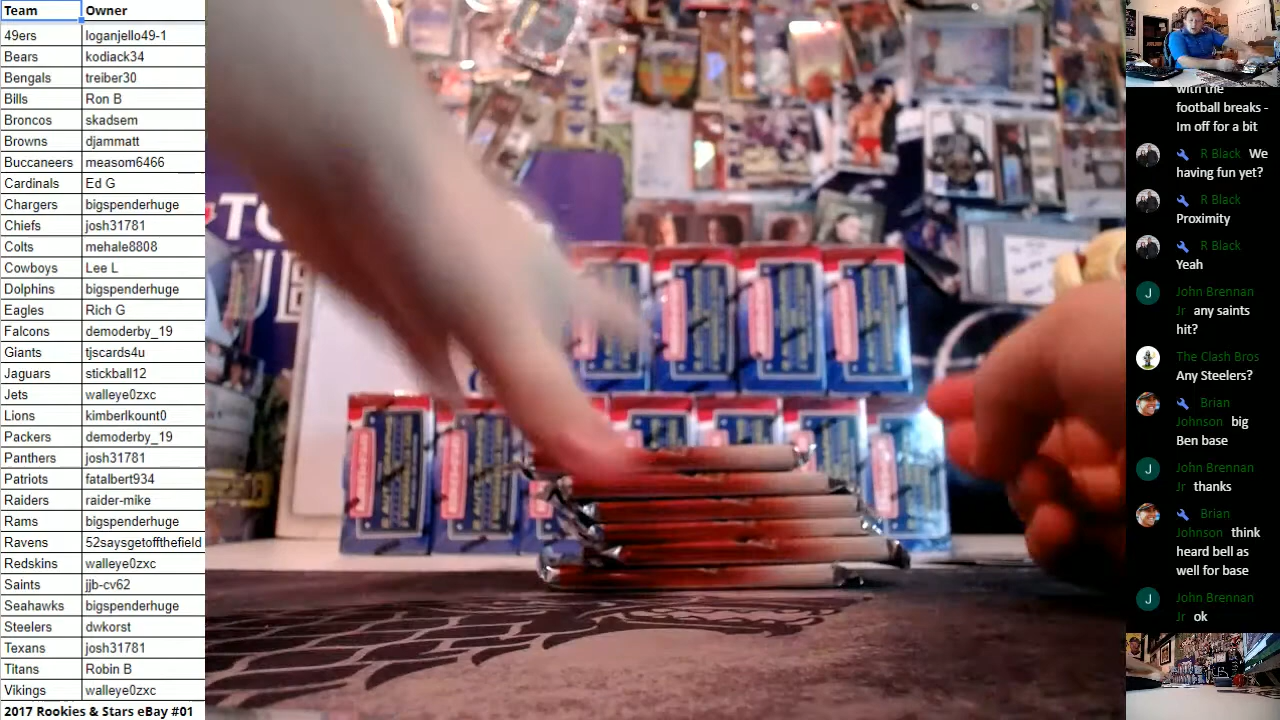 Team Owner
49ers loganjello49-1
Bears kodiack34
Bengals treiber30
Bills Ron B
Broncos skadsem
Browns djammatt
Buccaneers measom6466
Cardinals Ed G
Chargers bigspenderhuge
Chiefs josh31781
Colts mehale8808
Cowboys Lee L
Dolphins bigspenderhuge
Eagles Rich G
Falcons demoderby_19
Giants tjscards4u
Jaguars stickball12
Jets walleye0zxc
Lions kimberlkount0
Packers demoderby_19
Panthers josh31781
Patriots fatalbert934
Raiders raider-mike
Rams bigspenderhuge
Ravens 52saysgetoffthefield
Redskins walleye0zxc
Saints jjb-cv62
Seahawks bigspenderhuge
Steelers dwkorst
Texans josh31781
Titans Robin B
Vikings walleye0zxc
2017 Rookies & Stars eBay #01
with the
football breaks -
Im off for a bit
R Black We
having fun yet?
R Black
Proximity
R Black
Yeah
John Brennan
Jr any saints
hit?
The Clash Bros
Any Steelers?
Brian
Johnson big
Ben base
John Brennan
Jr thanks
Brian
Johnson think
heard bell as
well for base
John Brennan
Jr ok